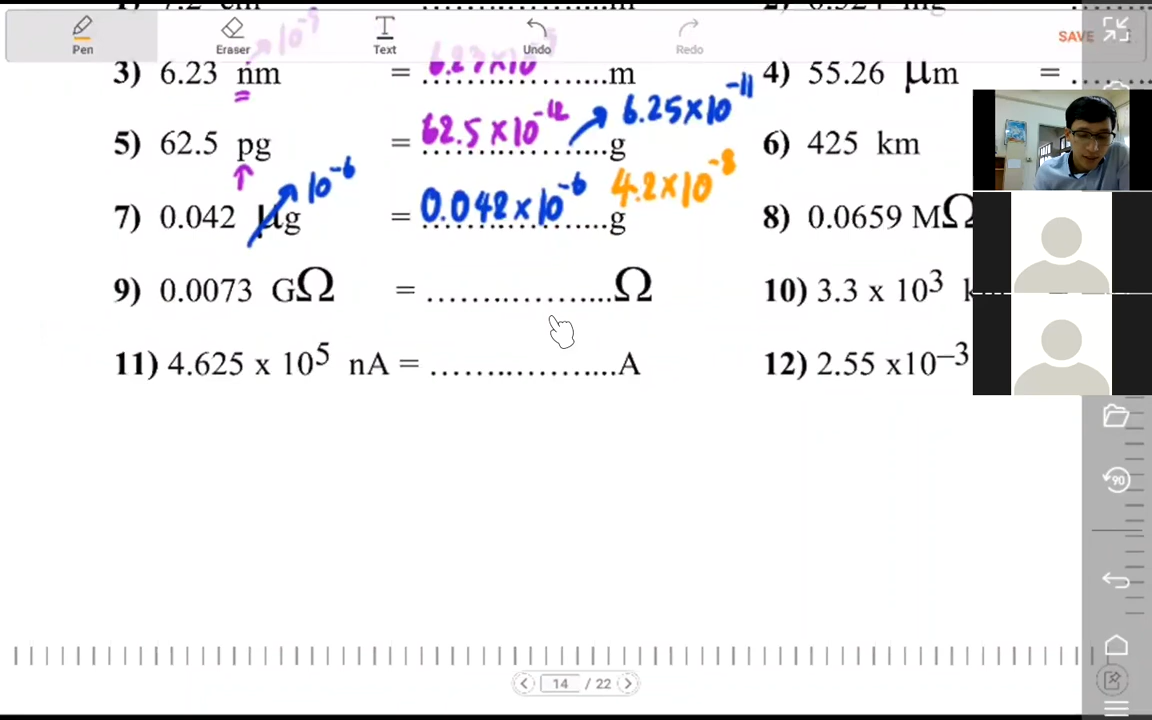 Pen Eraser Text Undo Redo SAVE
10
3) 6.23 nm = ..................m 4) 55.26 μm = ........
5) 62.5 pg = 62.5 x 10-12 ..................g 6.25 x 10-11 6) 425 km
7) 0.042 μg 10-6 = 0.042 x 10-6 ..................g 4.2 x 10-8 8) 0.0659 MΩ
9) 0.0073 GΩ = ..................Ω 10) 3.3 x 103
11) 4.625 x 105 nA = ..................A 12) 2.55 x10–3
90
14 / 22